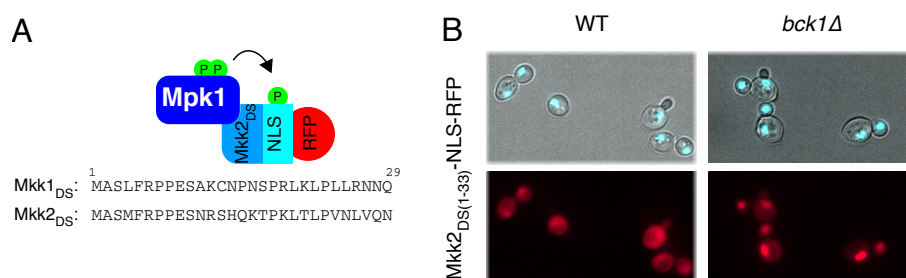 A
P P
P
Mpk1
Mkk2DS
NLS
RFP
1 29
Mkk1DS: MASLFRPPESAKCNPNSPRLKLPLLRNNQ
Mkk2DS: MASMFRPPESNRSHQKTPKLTLPVNLVQN
B
WT bck1Δ
Mkk2DS(1-33)-NLS-RFP